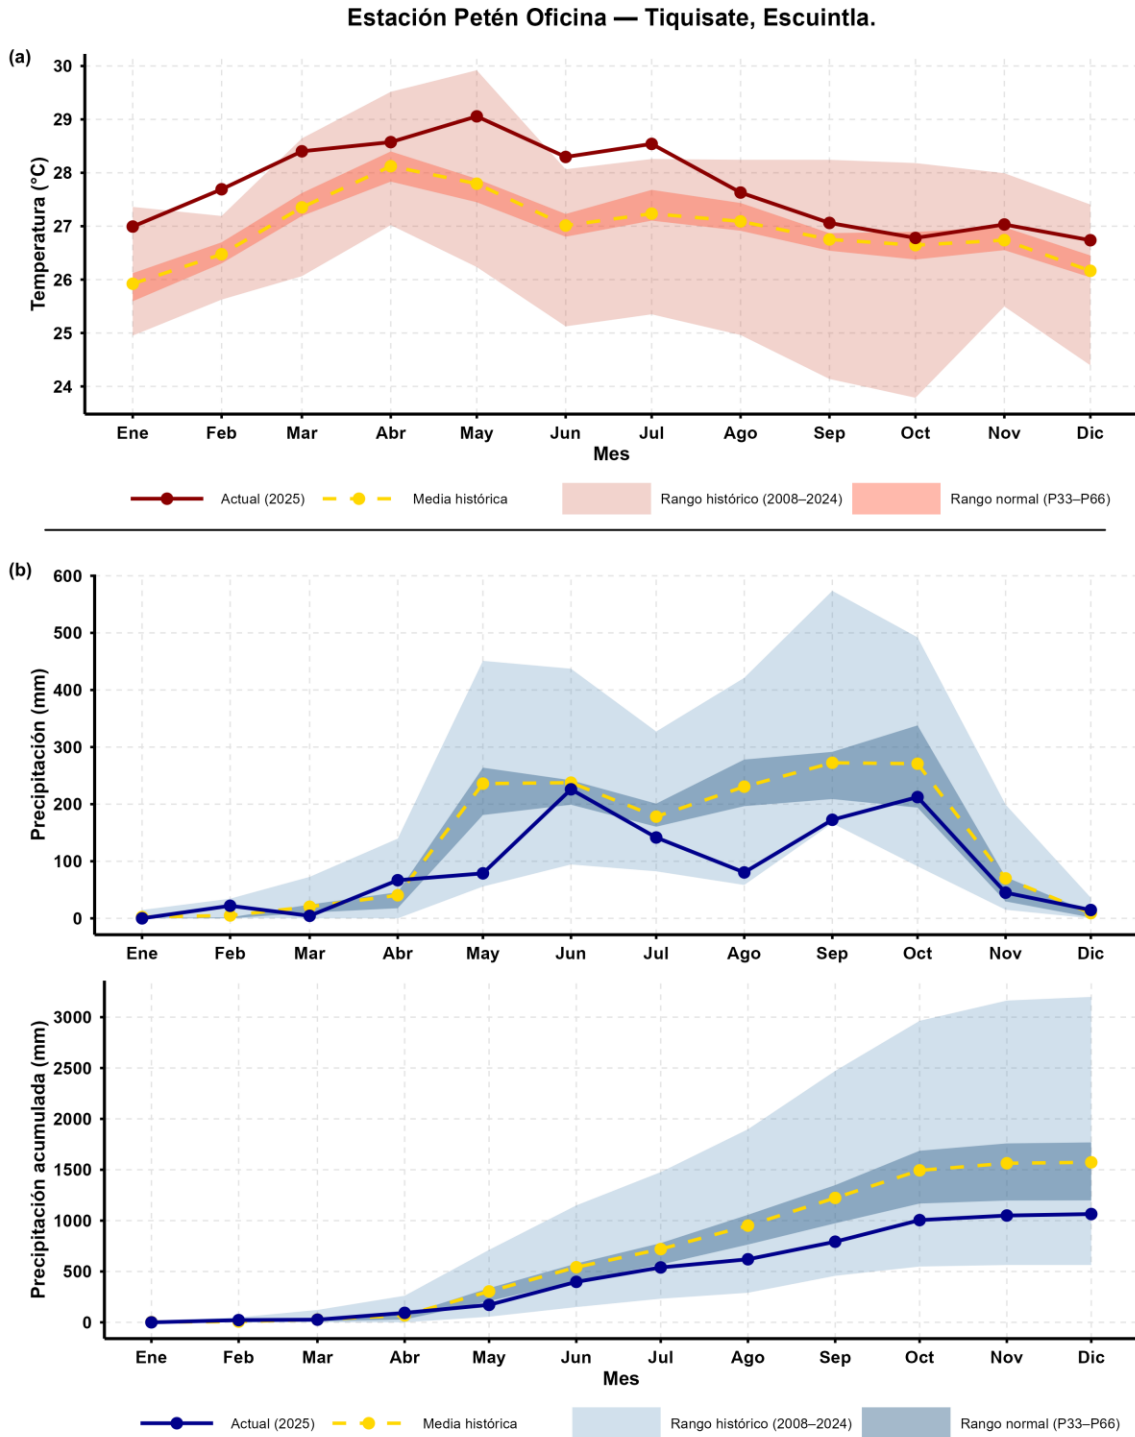 Estación Petén Oficina — Tiquisate, Escuintla.
(a)
Temperatura (°C)
30
29
28
27
26
25
24
Ene Feb Mar Abr May Jun Jul Ago Sep Oct Nov Dic
Mes
Actual (2025) Media histórica Rango histórico (2008–2024) Rango normal (P33–P66)
(b)
Precipitación (mm)
600
500
400
300
200
100
0
Ene Feb Mar Abr May Jun Jul Ago Sep Oct Nov Dic
Precipitación acumulada (mm)
3000
2500
2000
1500
1000
500
0
Ene Feb Mar Abr May Jun Jul Ago Sep Oct Nov Dic
Mes
Actual (2025) Media histórica Rango histórico (2008–2024) Rango normal (P33–P66)